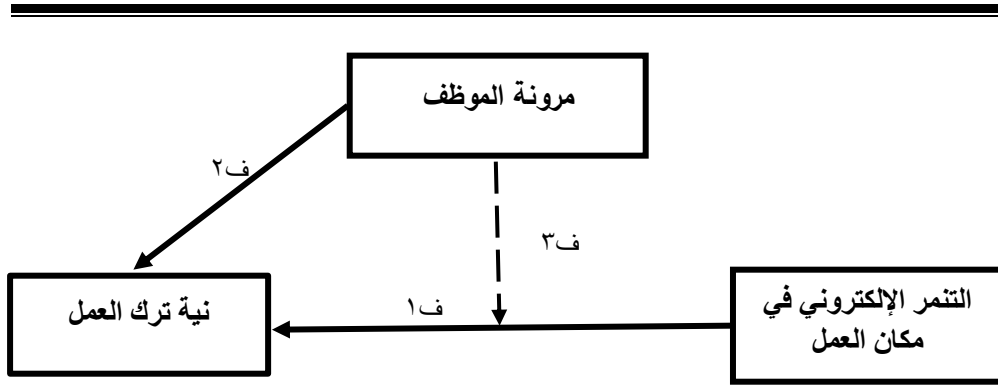 مرونة الموظف
ف٢
ف٣
التنمر الإلكتروني في
مكان العمل
ف١
نية ترك العمل